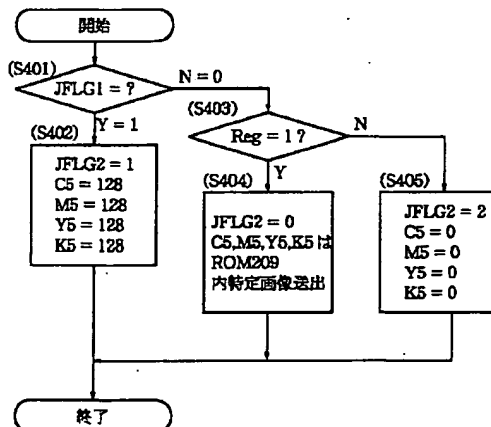 開始
(S401)
JFLG1 = ?
N = 0
Y = 1
(S402)
JFLG2 = 1
C5 = 128
M5 = 128
Y5 = 128
K5 = 128
(S403)
Reg = 1 ?
N
Y
(S404)
JFLG2 = 0
C5,M5,Y5,K5 は
ROM209
内特定画像送出
(S405)
JFLG2 = 2
C5 = 0
M5 = 0
Y5 = 0
K5 = 0
終了